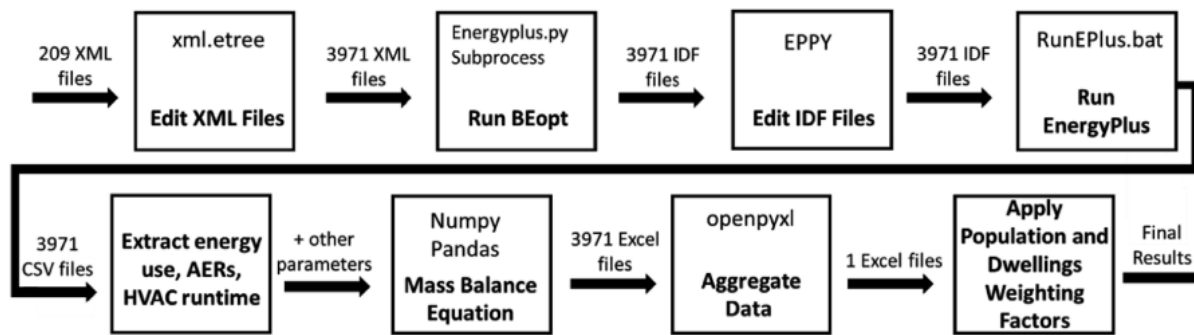 209 XML
files
xml.etree
Edit XML Files
3971 XML
files
Energyplus.py
Subprocess
Run BEopt
3971 IDF
files
EPPY
Edit IDF Files
3971 IDF
files
RunEPlus.bat
Run
EnergyPlus
3971
CSV files
Extract energy
use, AERs,
HVAC runtime
+ other
parameters
Numpy
Pandas
Mass Balance
Equation
3971 Excel
files
openpyxl
Aggregate
Data
1 Excel files
Apply
Population and
Dwellings
Weighting
Factors
Final
Results